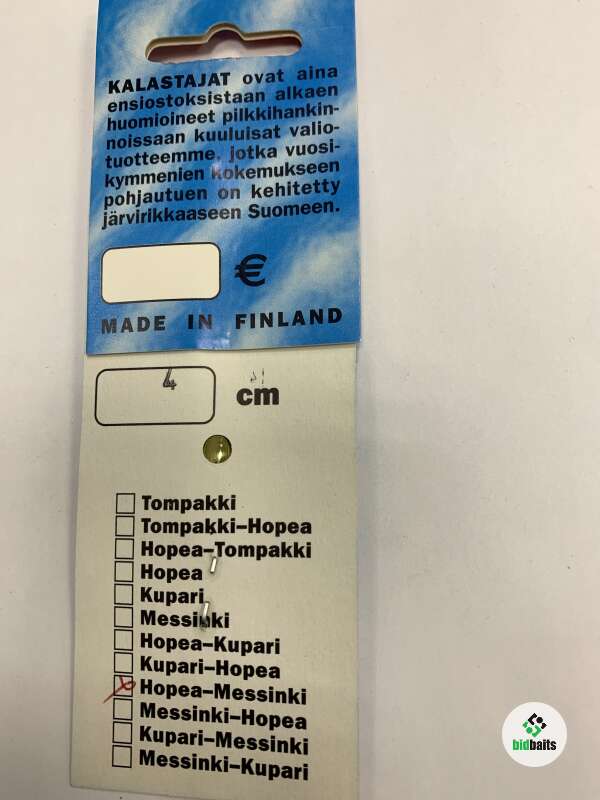 KALASTAJAT ovat aina
ensiostoksistaan alkaen
huomioineet pilkkihankin-
noissaan kuuluisat valio-
tuotteemme, jotka vuosi-
kymmenien kokemukseen
pohjautuen on kehitetty
järvirikkaaseen Suomeen.
€
MADE IN FINLAND
4 cm
Tompakki
Tompakki–Hopea
Hopea–Tompakki
Hopea
Kupari
Messinki
Hopea–Kupari
Kupari–Hopea
Hopea–Messinki
Messinki–Hopea
Kupari–Messinki
Messinki–Kupari
bidbaits